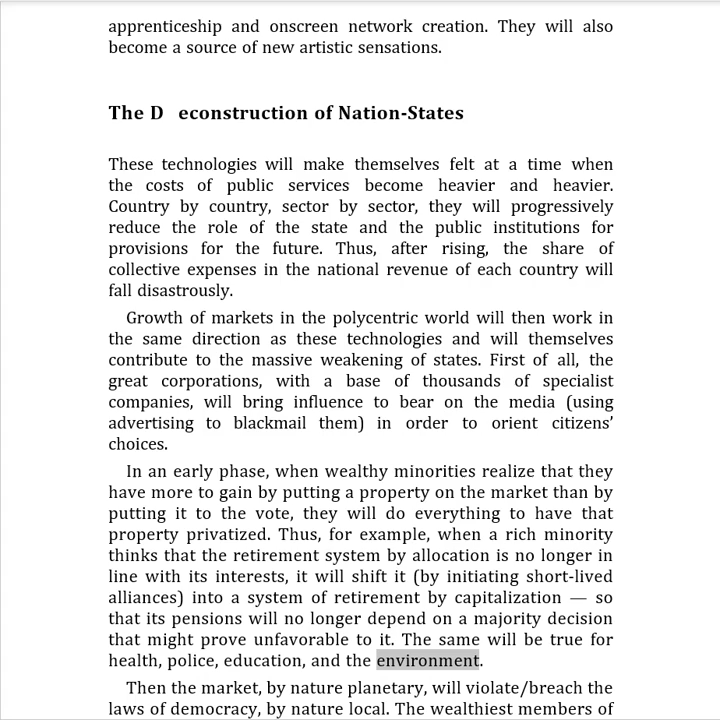 apprenticeship and onscreen network creation. They will also
become a source of new artistic sensations.
The D econstruction of Nation-States
These technologies will make themselves felt at a time when
the costs of public services become heavier and heavier.
Country by country, sector by sector, they will progressively
reduce the role of the state and the public institutions for
provisions for the future. Thus, after rising, the share of
collective expenses in the national revenue of each country will
fall disastrously.
Growth of markets in the polycentric world will then work in
the same direction as these technologies and will themselves
contribute to the massive weakening of states. First of all, the
great corporations, with a base of thousands of specialist
companies, will bring influence to bear on the media (using
advertising to blackmail them) in order to orient citizens’
choices.
In an early phase, when wealthy minorities realize that they
have more to gain by putting a property on the market than by
putting it to the vote, they will do everything to have that
property privatized. Thus, for example, when a rich minority
thinks that the retirement system by allocation is no longer in
line with its interests, it will shift it (by initiating short-lived
alliances) into a system of retirement by capitalization — so
that its pensions will no longer depend on a majority decision
that might prove unfavorable to it. The same will be true for
health, police, education, and the environment.
Then the market, by nature planetary, will violate/breach the
laws of democracy, by nature local. The wealthiest members of